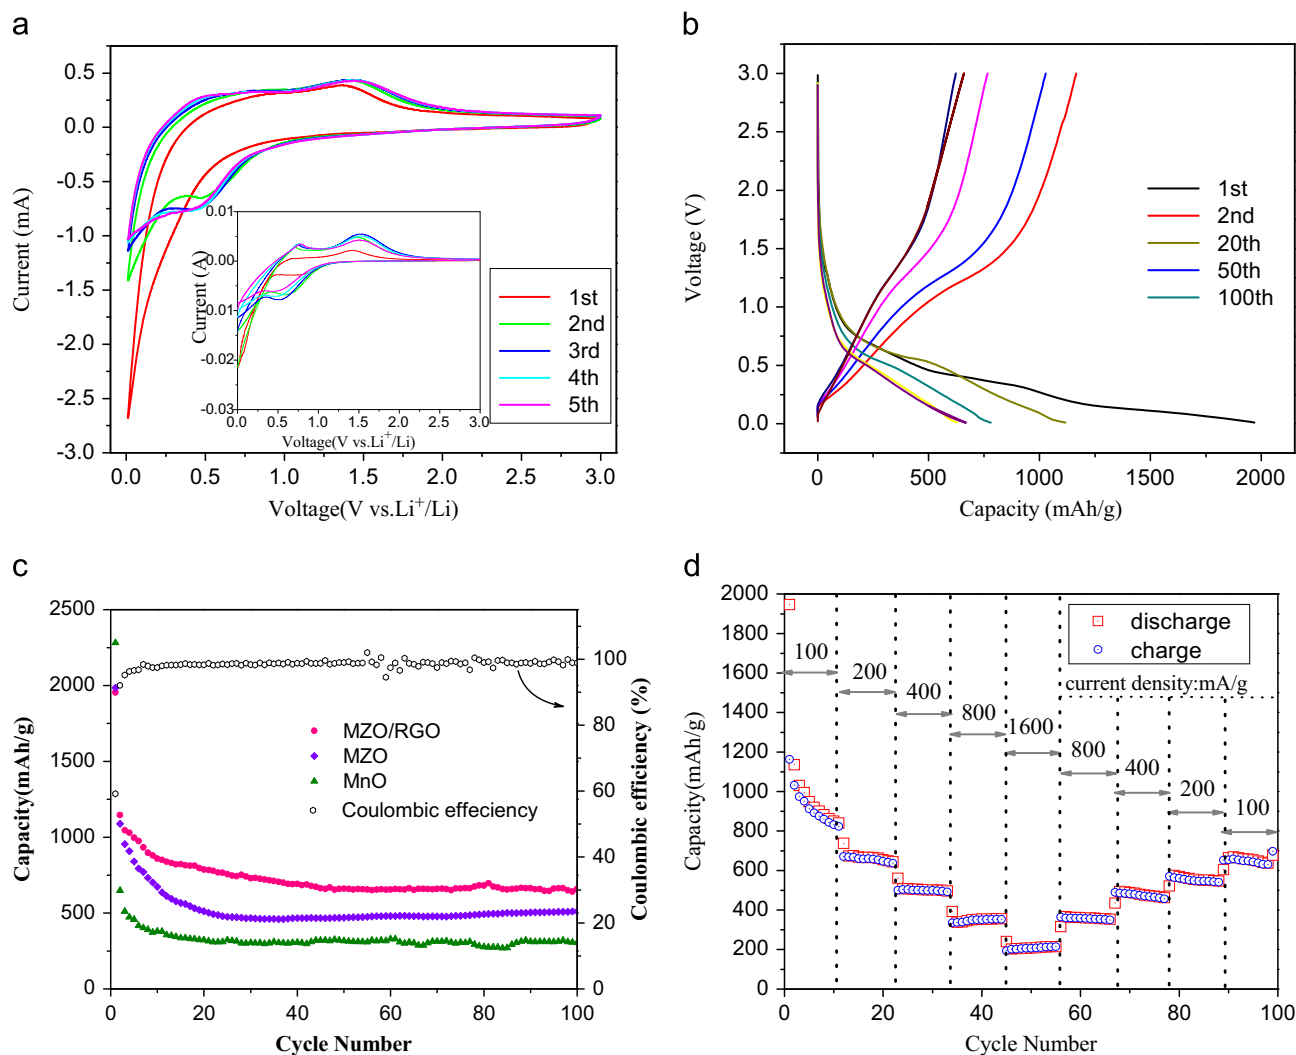 a
0.5
0.0
-0.5
-1.0
-1.5
-2.0
-2.5
-3.0
Current (mA)
0.0 0.5 1.0 1.5 2.0 2.5 3.0
Voltage(V vs.Li+/Li)
0.01
0.00
-0.01
-0.02
-0.03
Current (A)
0.0 0.5 1.0 1.5 2.0 2.5 3.0
Voltage(V vs.Li+/Li)
1st
2nd
3rd
4th
5th
b
3.0
2.5
2.0
1.5
1.0
0.5
0.0
Voltage (V)
0 500 1000 1500 2000
Capacity (mAh/g)
1st
2nd
20th
50th
100th
c
2500
2000
1500
1000
500
0
Capacity(mAh/g)
100
80
60
40
20
0
Coulombic efficiency (%)
MZO/RGO
MZO
MnO
Coulombic effeciency
0 20 40 60 80 100
Cycle Number
d
2000
1800
1600
1400
1200
1000
800
600
400
200
0
Capacity(mAh/g)
discharge
charge
current density:mA/g
100
200
400
800
1600
800
400
200
100
0 20 40 60 80 100
Cycle Number